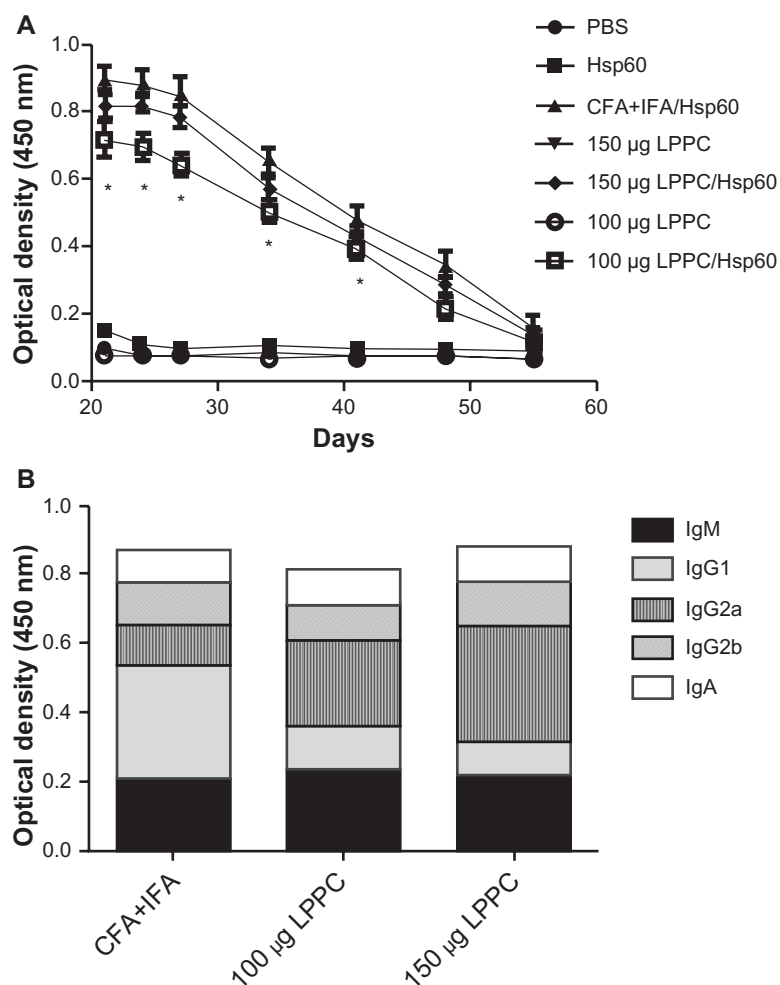 A
Optical density (450 nm)
1.0
0.8
0.6
0.4
0.2
0.0
* * * * *
20 30 40 50 60
Days
PBS
Hsp60
CFA+IFA/Hsp60
150 µg LPPC
150 µg LPPC/Hsp60
100 µg LPPC
100 µg LPPC/Hsp60
B
Optical density (450 nm)
1.0
0.8
0.6
0.4
0.2
0.0
CFA+IFA
100 µg LPPC
150 µg LPPC
IgM
IgG1
IgG2a
IgG2b
IgA